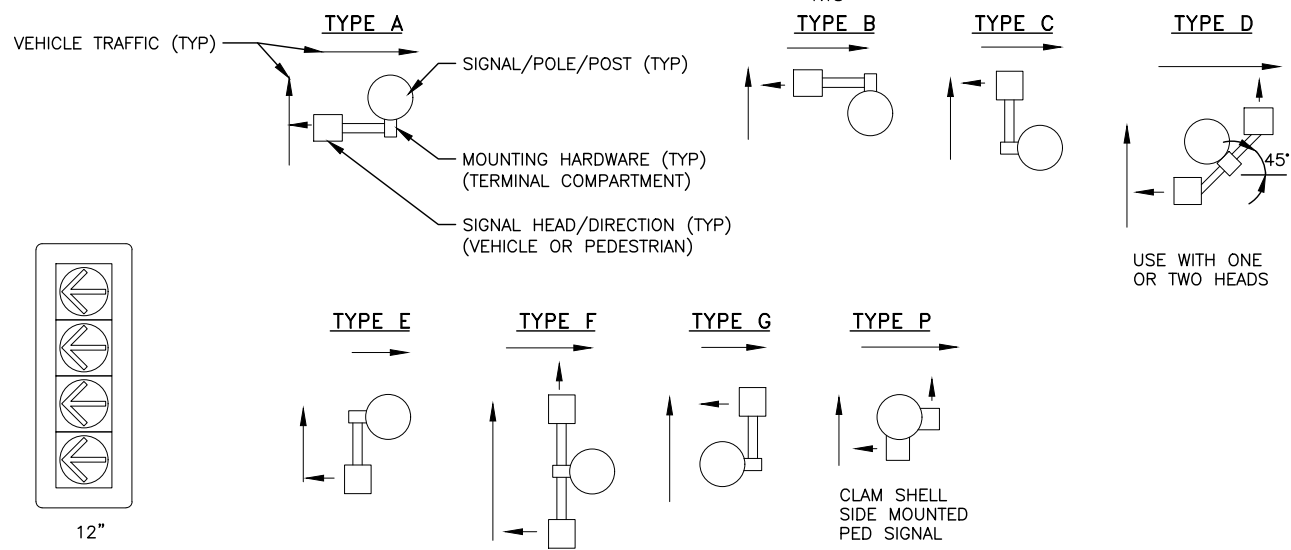 TYPE A
TYPE B
TYPE C
TYPE D
VEHICLE TRAFFIC (TYP)
SIGNAL/POLE/POST (TYP)
MOUNTING HARDWARE (TYP)
(TERMINAL COMPARTMENT)
SIGNAL HEAD/DIRECTION (TYP)
(VEHICLE OR PEDESTRIAN)
45°
USE WITH ONE
OR TWO HEADS
TYPE E
TYPE F
TYPE G
TYPE P
CLAM SHELL
SIDE MOUNTED
PED SIGNAL
12"